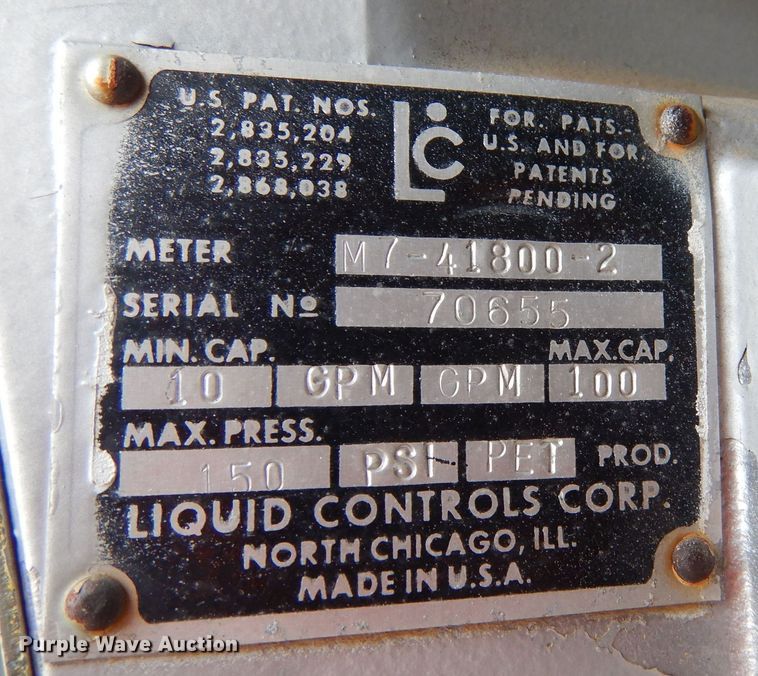 U.S. PAT. NOS.
2,835,204
2,835,229
2,868,038
LC
FOR. PATS.-
U.S. AND FOR.
PATENTS
PENDING
METER M7-41800-2
SERIAL Nº 70655
MIN. CAP. MAX. CAP.
10 GPM GPM 100
MAX. PRESS.
150 PSI PET PROD.
LIQUID CONTROLS CORP.
NORTH CHICAGO, ILL.
MADE IN U.S.A.
Purple Wave Auction